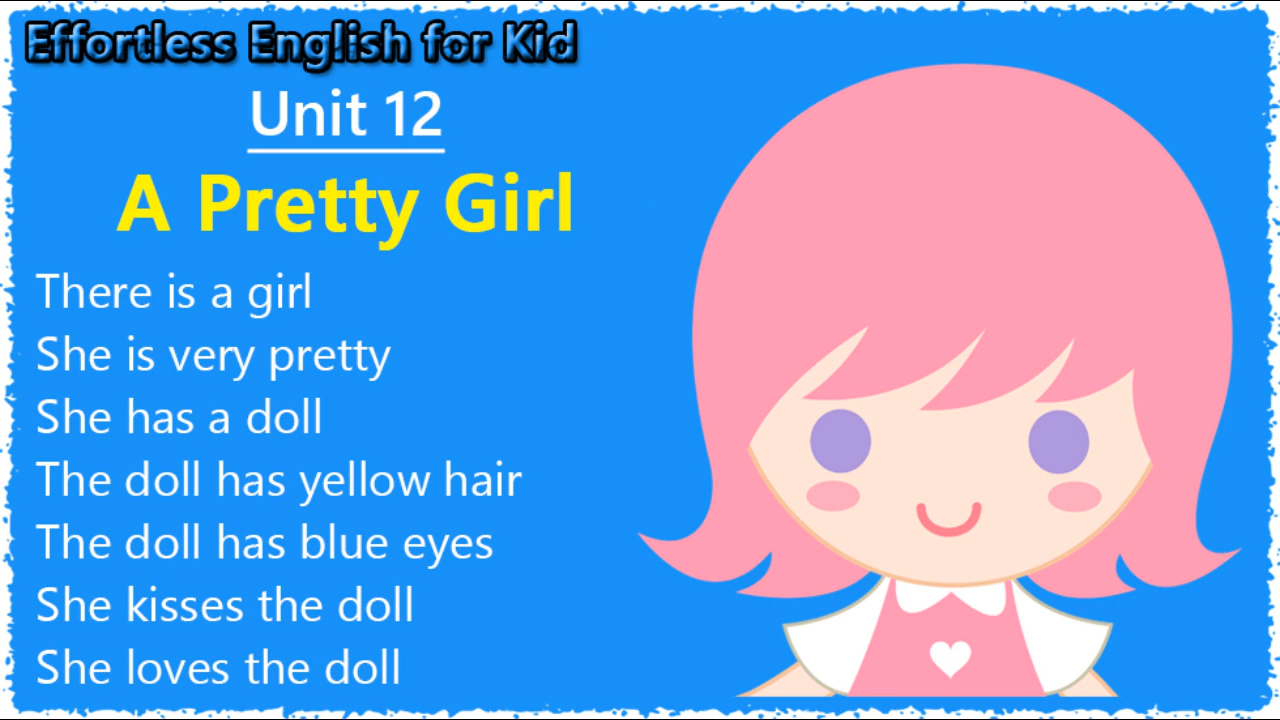 Effortless English for Kid
Unit 12
A Pretty Girl
There is a girl
She is very pretty
She has a doll
The doll has yellow hair
The doll has blue eyes
She kisses the doll
She loves the doll